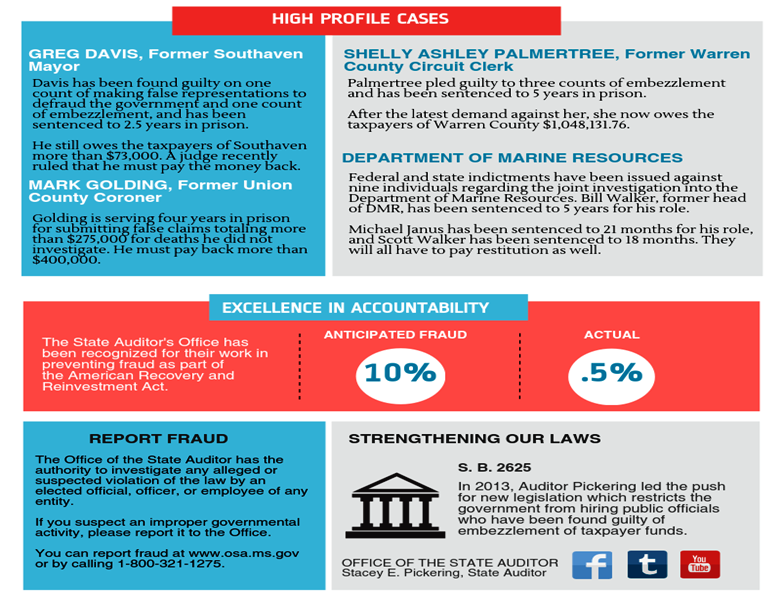 HIGH PROFILE CASES
GREG DAVIS, Former Southaven
Mayor
Davis has been found guilty on one
count of making false representations to
defraud the government and one count
of embezzlement, and has been
sentenced to 2.5 years in prison.
He still owes the taxpayers of Southaven
more than $73,000. A judge recently
ruled that he must pay the money back.
MARK GOLDING, Former Union
County Coroner
Golding is serving four years in prison
for submitting false claims totaling more
than $275,000 for deaths he did not
investigate. He must pay back more than
$400,000.
SHELLY ASHLEY PALMERTREE, Former Warren
County Circuit Clerk
Palmertree pled guilty to three counts of embezzlement
and has been sentenced to 5 years in prison.
After the latest demand against her, she now owes the
taxpayers of Warren County $1,048,131.76.
DEPARTMENT OF MARINE RESOURCES
Federal and state indictments have been issued against
nine individuals regarding the joint investigation into the
Department of Marine Resources. Bill Walker, former head
of DMR, has been sentenced to 5 years for his role.
Michael Janus has been sentenced to 21 months for his role,
and Scott Walker has been sentenced to 18 months. They
will all have to pay restitution as well.
EXCELLENCE IN ACCOUNTABILITY
The State Auditor's Office has
been recognized for their work in
preventing fraud as part of
the American Recovery and
Reinvestment Act.
ANTICIPATED FRAUD
10%
ACTUAL
.5%
REPORT FRAUD
The Office of the State Auditor has the
authority to investigate any alleged or
suspected violation of the law by an
elected official, officer, or employee of any
entity.
If you suspect an improper governmental
activity, please report it to the Office.
You can report fraud at www.osa.ms.gov
or by calling 1-800-321-1275.
STRENGTHENING OUR LAWS
S. B. 2625
In 2013, Auditor Pickering led the push
for new legislation which restricts the
government from hiring public officials
who have been found guilty of
embezzlement of taxpayer funds.
OFFICE OF THE STATE AUDITOR
Stacey E. Pickering, State Auditor
f
t
You
Tube